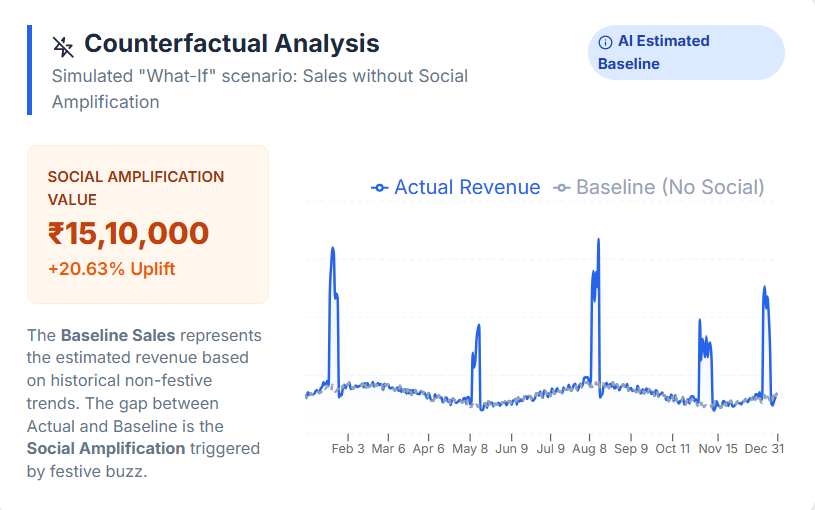 Counterfactual Analysis
Simulated "What-If" scenario: Sales without Social
Amplification
AI Estimated
Baseline
SOCIAL AMPLIFICATION
VALUE
₹15,10,000
+20.63% Uplift
The Baseline Sales represents
the estimated revenue based
on historical non-festive
trends. The gap between
Actual and Baseline is the
Social Amplification triggered
by festive buzz.
Actual Revenue Baseline (No Social)
Feb 3 Mar 6 Apr 6 May 8 Jun 9 Jul 9 Aug 8 Sep 9 Oct 11 Nov 15 Dec 31